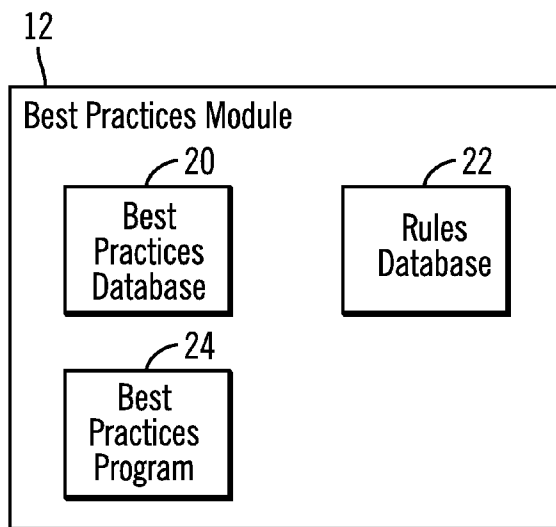 12
Best Practices Module
20
Best
Practices
Database
22
Rules
Database
24
Best
Practices
Program